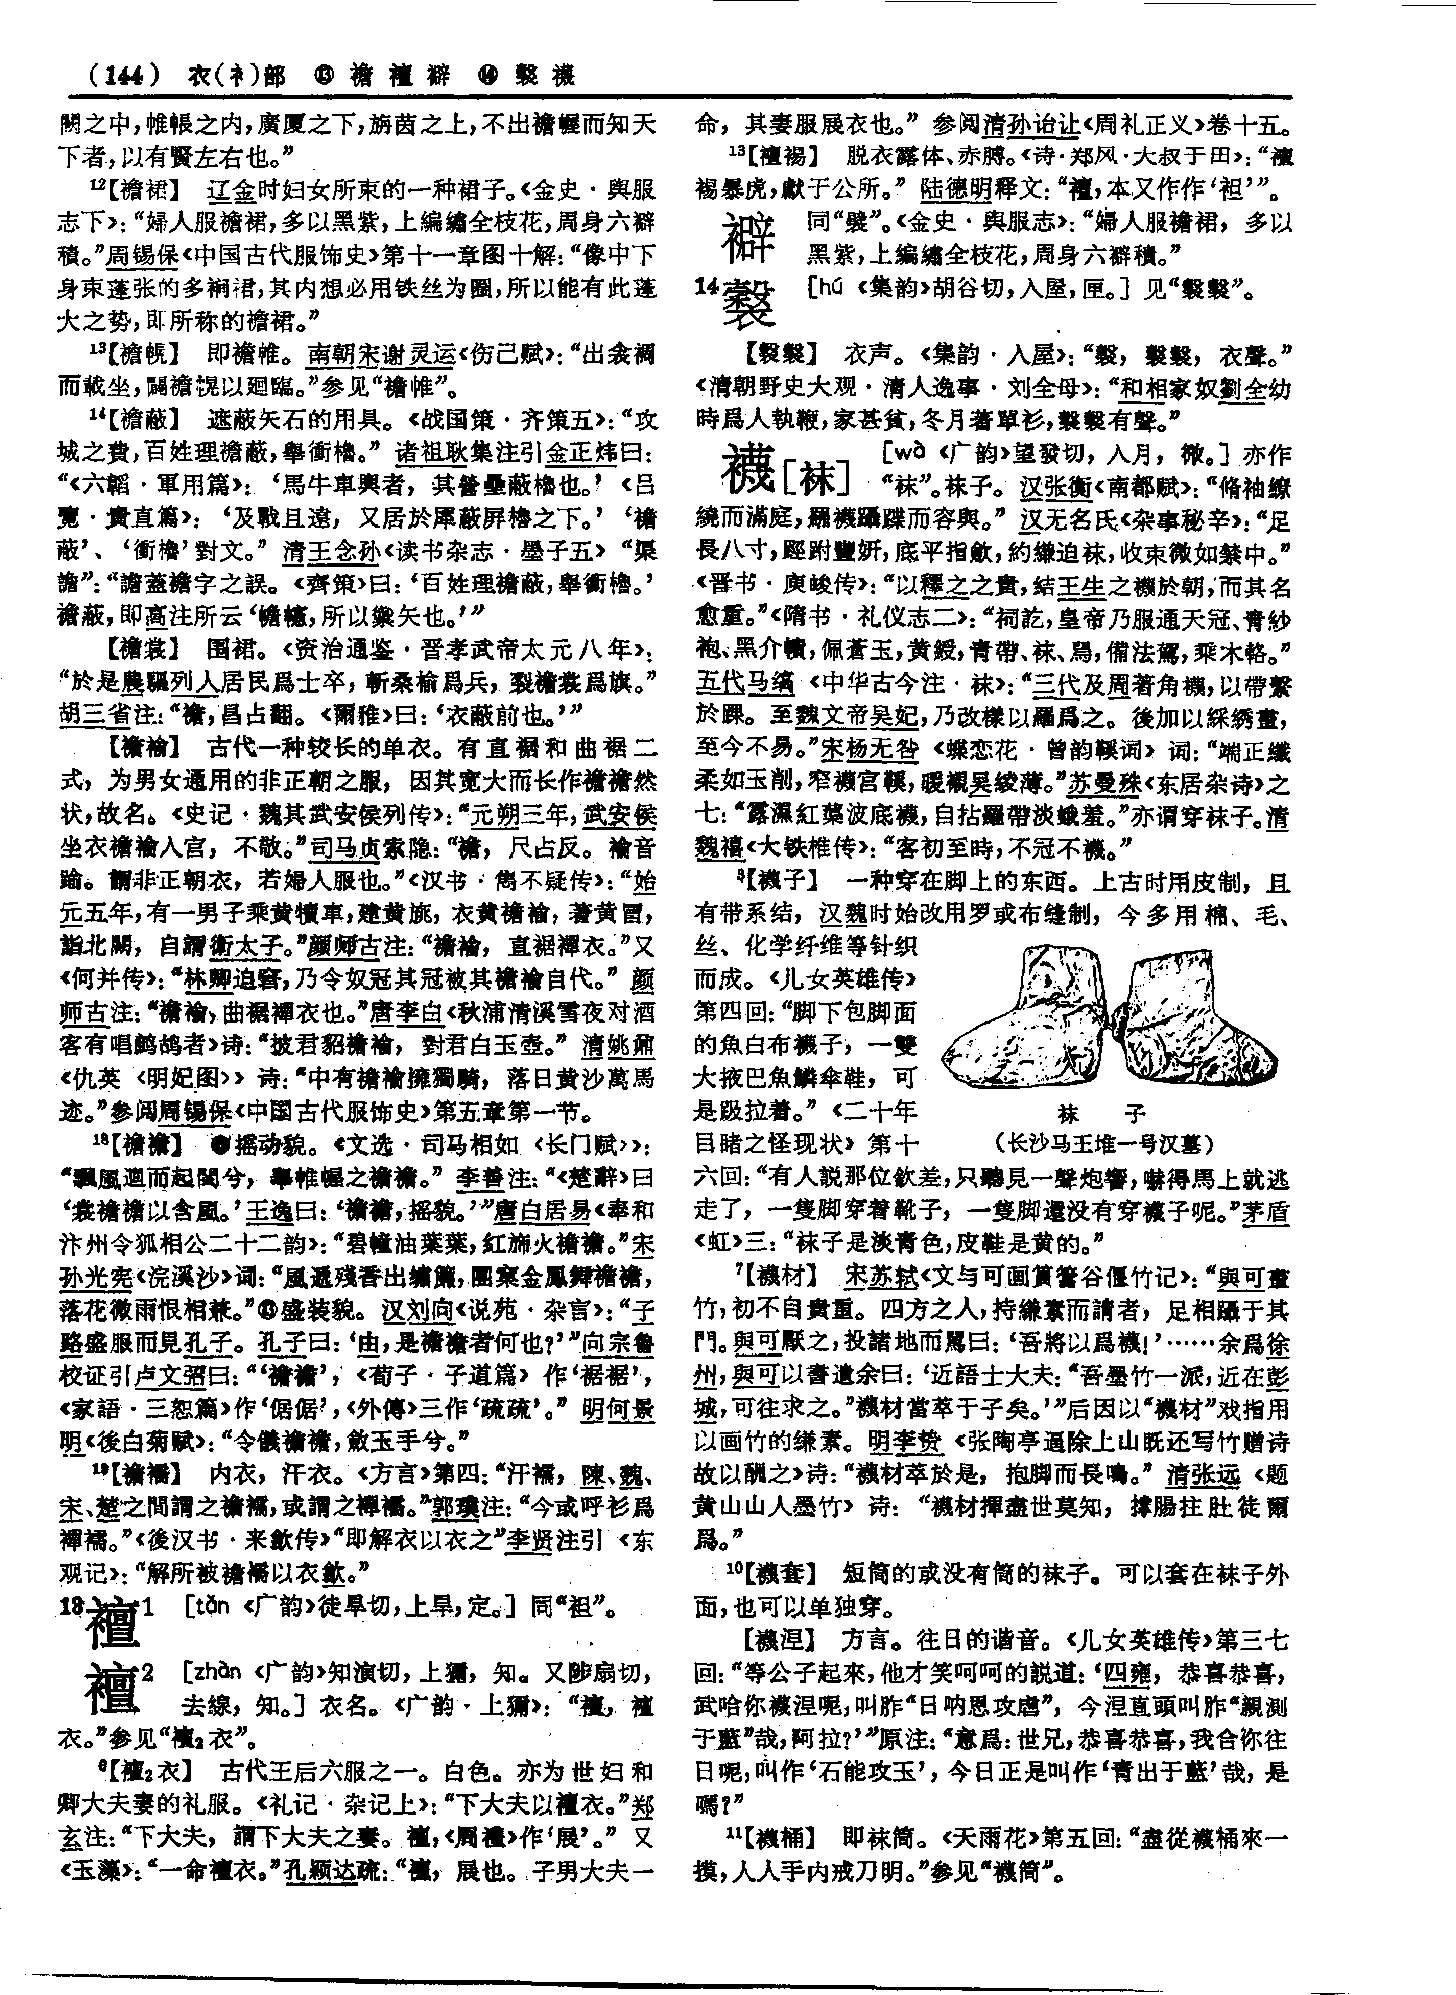 (144) 衣(衤)部 ⑬ 襜 襢 襞 ⑭ 襪
闕之中,帷帳之内,廣厦之下,旃茵之上,不出襜幄而知天
下者,以有賢左右也。”
12【襜裙】 辽金时妇女所束的一种裙子。《金史·舆服
志下》:“婦人服襜裙,多以黑紫,上編繡全枝花,周身六襞
積。”周锡保《中国古代服饰史》第十一章图十解:“像中下
身束蓬张的多裥裙,其内想必用铁丝为圈,所以能有此蓬
大之势,即所称的襜裙。”
13【襜幌】 即襜帷。南朝宋谢灵运《伤己赋》:“出衾裯
而載坐,闢襜幌以廻臨。”参见“襜帷”。
14【襜蔽】 遮蔽矢石的用具。《战国策·齐策五》:“攻
城之費,百姓理襜蔽,舉衝櫓。”诸祖耿集注引金正炜曰:
“《六韜·軍用篇》:‘馬牛車輿者,其營壘蔽櫓也。’《吕
覽·貴直篇》:‘及戰且遠,又居於犀蔽屏櫓之下。’‘襜
蔽’、‘衝櫓’對文。”清王念孙《读书杂志·墨子五》“渠
譫”:“譫蓋襜字之誤。《齊策》曰:‘百姓理襜蔽,舉衝櫓。’
襜蔽,即高注所云‘幨幰,所以禦矢也。’”
【襜裳】 围裙。《资治通鉴·晋孝武帝太元八年》:
“於是農驅列人居民爲士卒,斬桑榆爲兵,裂襜裳爲旗。”
胡三省注:“襜,昌占翻。《爾雅》曰:‘衣蔽前也。’”
【襜褕】 古代一种较长的单衣。有直裾和曲裾二
式,为男女通用的非正朝之服,因其宽大而长作襜襜然
状,故名。《史记·魏其武安侯列传》:“元朔三年,武安侯
坐衣襜褕入宫,不敬。”司马贞索隐:“襜,尺占反。褕音
踰。謂非正朝衣,若婦人服也。”《汉书·隽不疑传》:“始
元五年,有一男子乘黄犢車,建黄旐,衣黄襜褕,著黄冒,
詣北闕,自謂衛太子。”颜师古注:“襜褕,直裾襌衣。”又
《何并传》:“林卿迫窘,乃令奴冠其冠被其襜褕自代。”颜
师古注:“襜褕,曲裾襌衣也。”唐李白《秋浦清溪雪夜对酒
客有唱鹧鸪者》诗:“披君貂襜褕,對君白玉壺。”清姚鼐
《仇英〈明妃图〉》诗:“中有襜褕擁獨騎,落日黄沙萬馬
迹。”参阅周锡保《中国古代服饰史》第五章第一节。
18【襜襜】 ❶摇动貌。《文选·司马相如〈长门赋〉》:
“飄風迴而起閨兮,舉帷幄之襜襜。”李善注:“《楚辭》曰
‘裳襜襜以含風。’王逸曰:‘襜襜,摇貌。’”唐白居易《奉和
汴州令狐相公二十二韵》:“碧幢油葉葉,紅旆火襜襜。”宋
孙光宪《浣溪沙》词:“風遞殘香出繡簾,團窠金鳳舞襜襜,
落花微雨恨相兼。”❷盛装貌。汉刘向《说苑·杂言》:“子
路盛服而見孔子。孔子曰:‘由,是襜襜者何也?’”向宗鲁
校证引卢文弨曰:“‘襜襜’,《荀子·子道篇》作‘裾裾’,
《家語·三恕篇》作‘倨倨’,《外傳》三作‘疏疏’。”明何景
明《後白菊赋》:“令儀襜襜,斂玉手兮。”
19【襜襦】 内衣,汗衣。《方言》第四:“汗襦,陳、魏、
宋、楚之間謂之襜襦,或謂之襌襦。”郭璞注:“今或呼衫爲
襌襦。”《後汉书·来歙传》“即解衣以衣之”李贤注引《东
观记》:“解所被襜襦以衣歙。”
13襢1 [tǎn 《广韵》徒旱切,上旱,定。]同“袒”。
襢2 [zhàn 《广韵》知演切,上獮,知。又陟扇切,
去線,知。]衣名。《广韵·上獮》:“襢,襢
衣。”参见“襢2衣”。
6【襢2衣】 古代王后六服之一。白色。亦为世妇和
卿大夫妻的礼服。《礼记·杂记上》:“下大夫以襢衣。”郑
玄注:“下大夫,謂下大夫之妻。襢,《周禮》作‘展’。”又
《玉藻》:“一命襢衣。”孔颖达疏:“襢,展也。子男大夫一
命,其妻服展衣也。”参阅清孙诒让《周礼正义》卷十五。
13【襢裼】 脱衣露体、赤膊。《诗·郑风·大叔于田》:“襢
裼暴虎,獻于公所。”陆德明释文:“襢,本又作作‘袒’”。
同“襞”。《金史·舆服志》:“婦人服襜裙,多以
黑紫,上編繡全枝花,周身六襞積。”
14 [hú 《集韵》胡谷切,入屋,匣。]见
衣声。《集韵·入屋》:“衣聲。”
《清朝野史大观·清人逸事·刘全母》:“和相家奴劉全幼
時爲人執鞭,家甚貧,冬月著單衫,有聲。”
襪[袜] [wà 《广韵》望發切,入月,微。]亦作
“袜”。袜子。汉张衡《南都赋》:“脩袖繚
繞而滿庭,羅襪躡蹀而容與。”汉无名氏《杂事秘辛》:“足
長八寸,踁跗豐妍,底平指斂,約縑迫袜,收束微如禁中。”
《晋书·庾峻传》:“以釋之之貴,結王生之襪於朝,而其名
愈重。”《隋书·礼仪志二》:“祠訖,皇帝乃服通天冠、青紗
袍、黑介幘,佩蒼玉,黄綬,青帶、袜、舄,備法駕,乘木輅。”
五代马缟《中华古今注·袜》:“三代及周著角襪,以帶繫
於踝。至魏文帝吴妃,乃改樣以羅爲之。後加以綵綉畫,
至今不易。”宋杨无咎《蝶恋花·曾韵鞋词》词:“端正纖
柔如玉削,窄襪宫鞋,暖襯吴綾薄。”苏曼殊《东居杂诗》之
七:“露濕紅蕖波底襪,自拈羅帶淡蛾羞。”亦谓穿袜子。清
魏禧《大铁椎传》:“客初至時,不冠不襪。”
3【襪子】 一种穿在脚上的东西。上古时用皮制,且
有带系结,汉魏时始改用罗或布缝制,今多用棉、毛、
丝、化学纤维等针织
而成。《儿女英雄传》
第四回:“脚下包脚面
的魚白布襪子,一雙
大掖巴魚鱗傘鞋,可
是趿拉着。”《二十年
目睹之怪现状》第十
袜 子
(长沙马王堆一号汉墓)
六回:“有人説那位欽差,只聽見一聲炮響,嚇得馬上就逃
走了,一隻脚穿着靴子,一隻脚還没有穿襪子呢。”茅盾
《虹》三:“袜子是淡青色,皮鞋是黄的。”
7【襪材】 宋苏轼《文与可画篔簹谷偃竹记》:“與可畫
竹,初不自貴重。四方之人,持縑素而請者,足相躡于其
門。與可厭之,投諸地而罵曰:‘吾將以爲襪!’……余爲徐
州,與可以書遺余曰:‘近語士大夫:“吾墨竹一派,近在彭
城,可往求之。”襪材當萃于子矣。’”后因以“襪材”戏指用
以画竹的缣素。明李贽《张陶亭逼除上山既还写竹赠诗
故以酬之》诗:“襪材萃於是,抱脚而長鳴。”清张远《题
黄山山人墨竹》诗:“襪材揮盡世莫知,撑腸拄肚徒爾
爲。”
10【襪套】 短筒的或没有筒的袜子。可以套在袜子外
面,也可以单独穿。
【襪涅】 方言。往日的谐音。《儿女英雄传》第三七
回:“等公子起來,他才笑呵呵的説道:‘四雍,恭喜恭喜,
武哈你襪涅呢,叫胙“日呐恩攻虐”,今涅直頭叫胙“親測
于藍”哉,阿拉?’”原注:“意爲:世兄,恭喜恭喜,我合你往
日呢,叫作‘石能攻玉’,今日正是叫作‘青出于藍’哉,是
嗎?”
11【襪桶】 即袜筒。《天雨花》第五回:“盡從襪桶來一
摸,人人手内戒刀明。”参见“襪筒”。